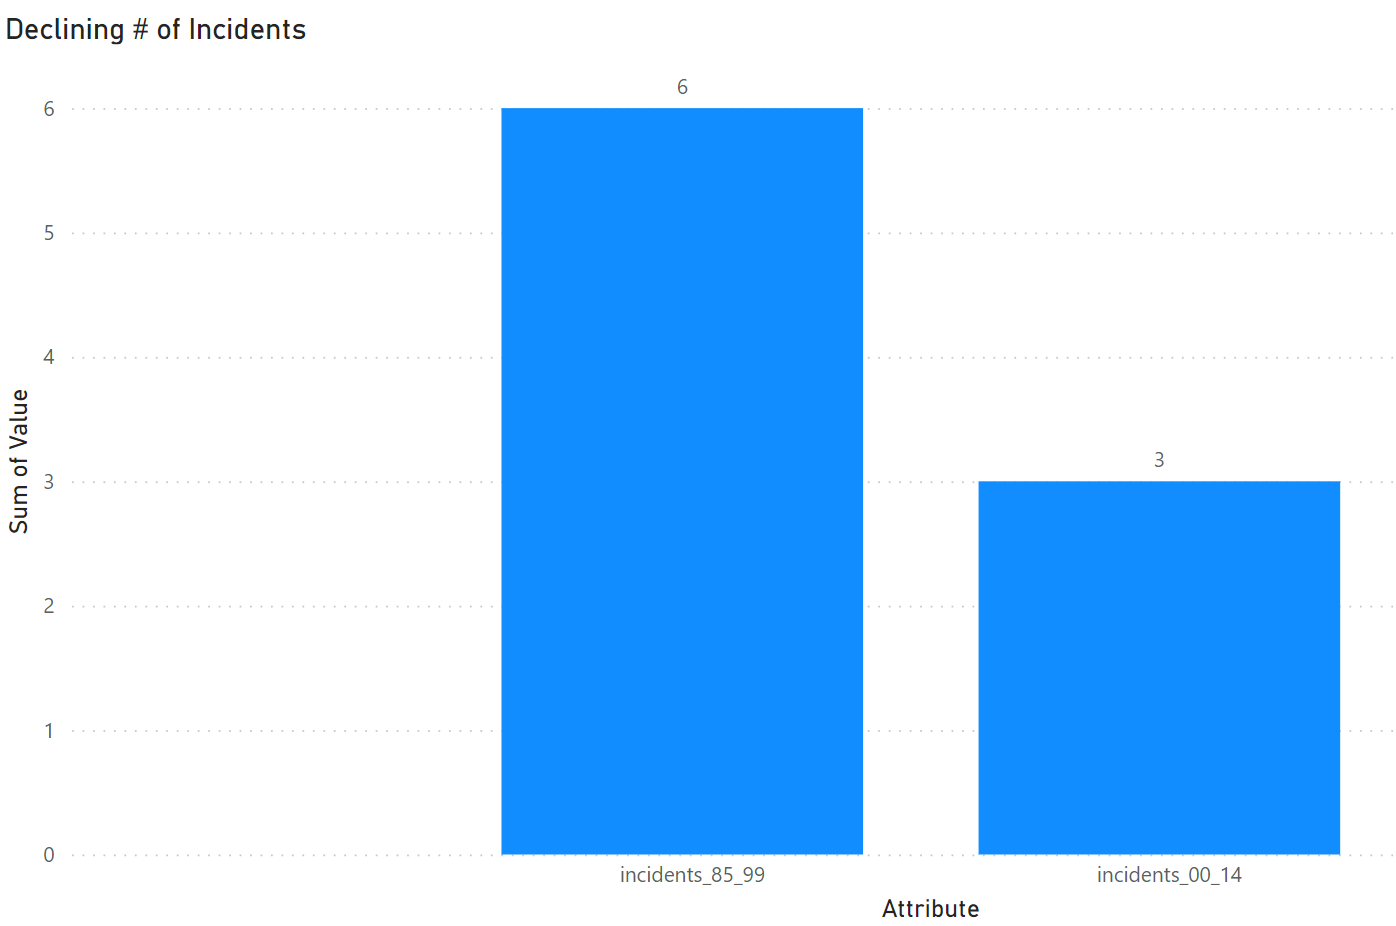 Declining # of Incidents
6
6
5
4
3
3
2
1
0
Sum of Value
incidents_85_99
incidents_00_14
Attribute